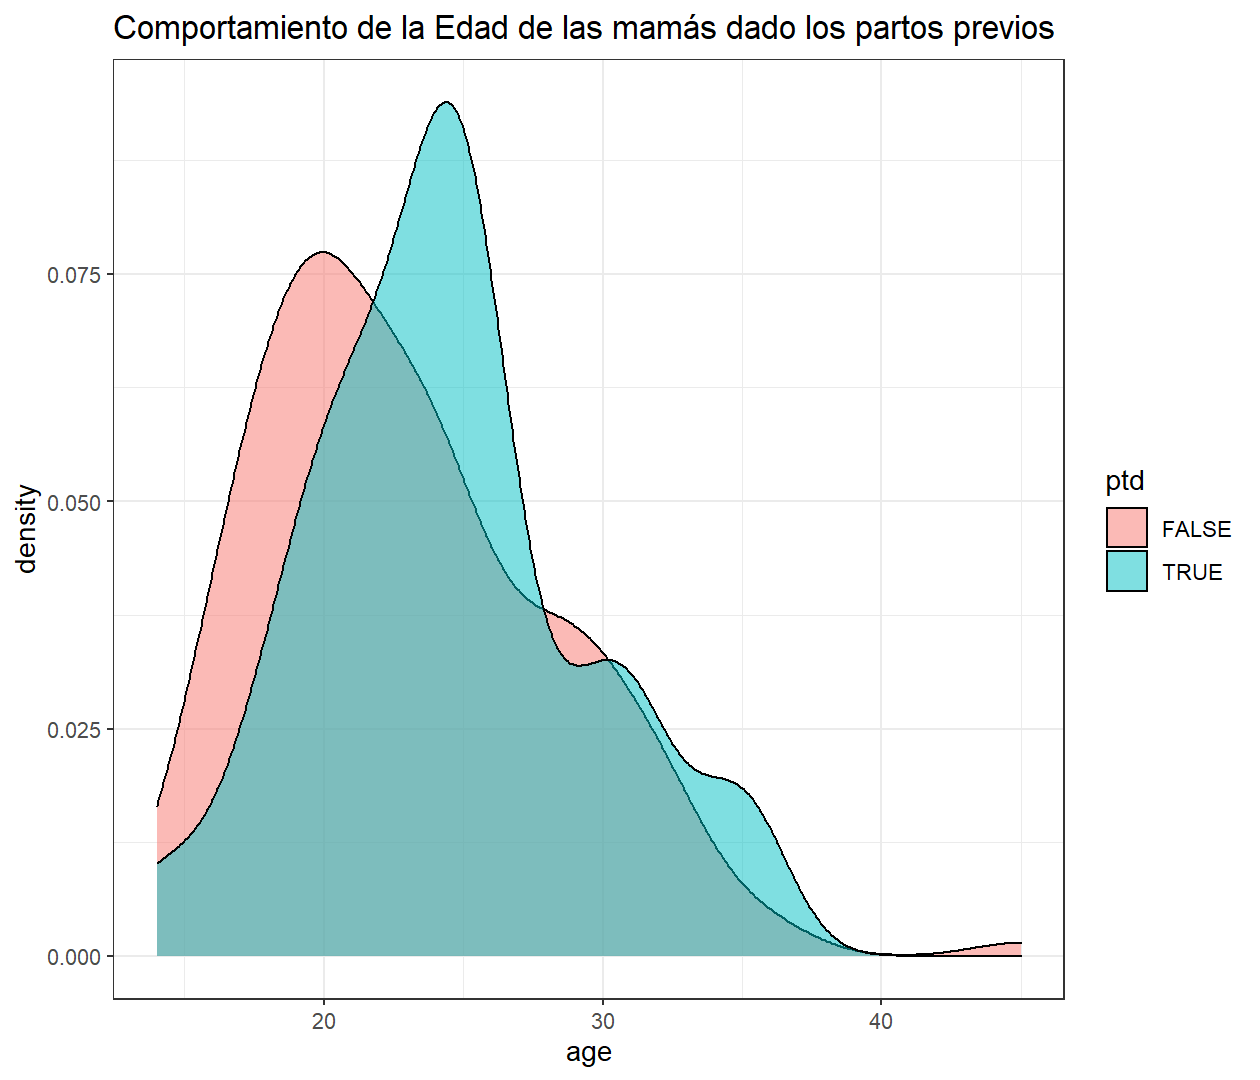 Comportamiento de la Edad de las mamás dado los partos previos
density
0.075
0.050
0.025
0.000
20
30
40
age
ptd
FALSE
TRUE